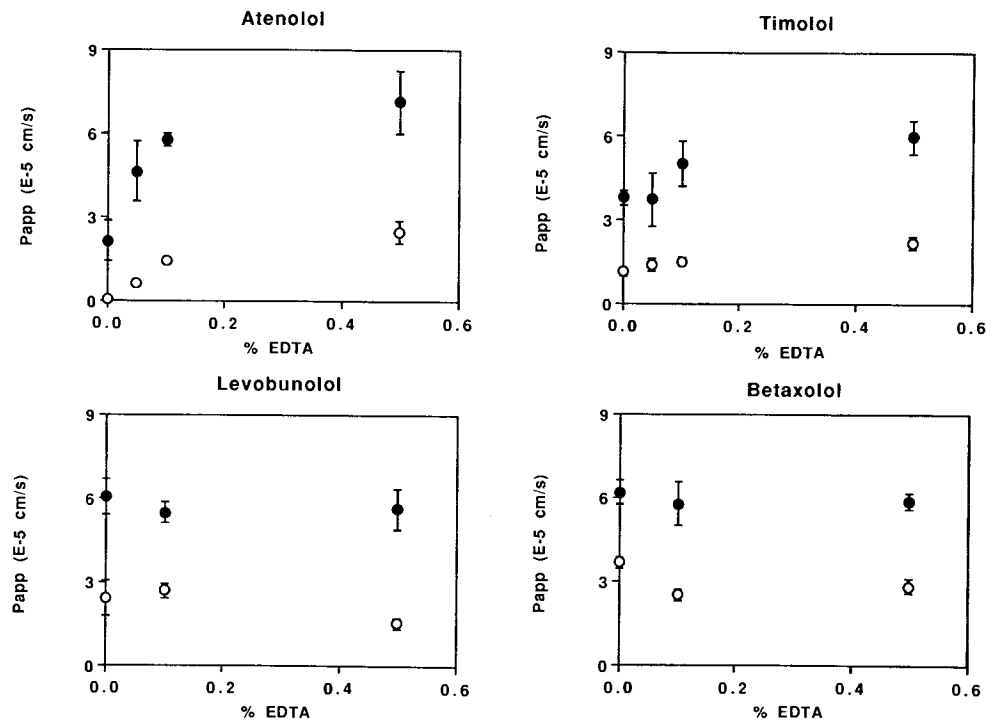 Atenolol
9
6
3
0
Papp (E-5 cm/s)
0.0 0.2 0.4 0.6
% EDTA
Timolol
9
6
3
0
Papp (E-5 cm/s)
0.0 0.2 0.4 0.6
% EDTA
Levobunolol
9
6
3
0
Papp (E-5 cm/s)
0.0 0.2 0.4 0.6
% EDTA
Betaxolol
9
6
3
0
Papp (E-5 cm/s)
0.0 0.2 0.4 0.6
% EDTA